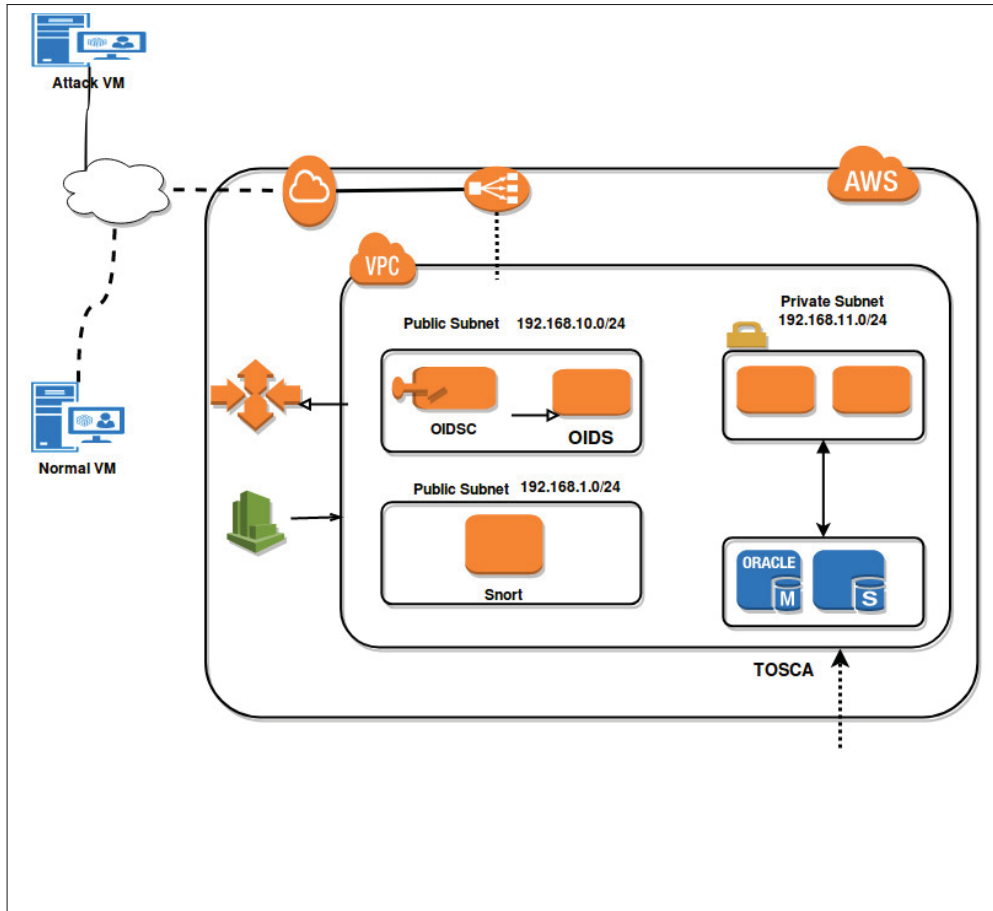 Attack VM
AWS
VPC
Public Subnet 192.168.10.0/24
Private Subnet
192.168.11.0/24
OIDSC
OIDS
Normal VM
Public Subnet 192.168.1.0/24
Snort
ORACLE
M
S
TOSCA